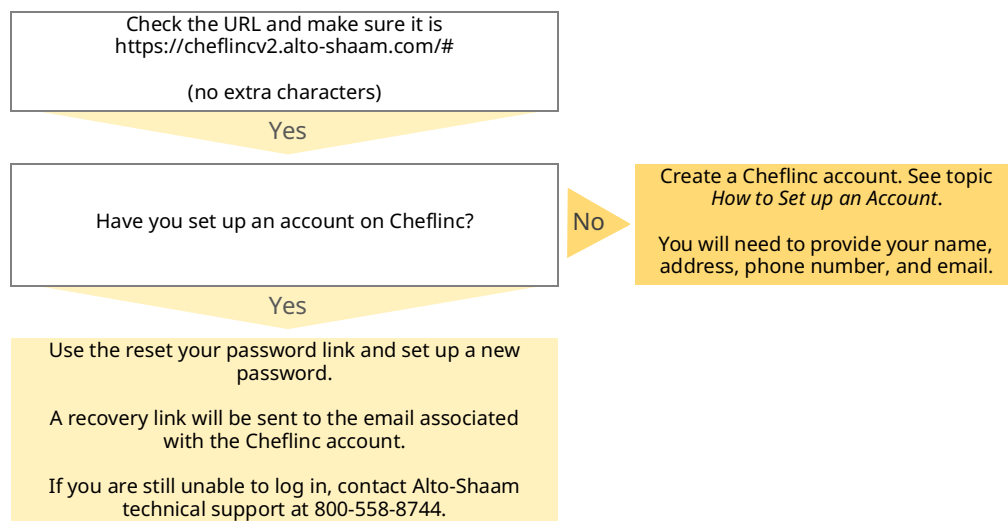 Check the URL and make sure it is
https://cheflincv2.alto-shaam.com/#
(no extra characters)
Yes
Have you set up an account on Cheflinc?
No
Create a Cheflinc account. See topic
How to Set up an Account.
You will need to provide your name,
address, phone number, and email.
Yes
Use the reset your password link and set up a new
password.
A recovery link will be sent to the email associated
with the Cheflinc account.
If you are still unable to log in, contact Alto-Shaam
technical support at 800-558-8744.